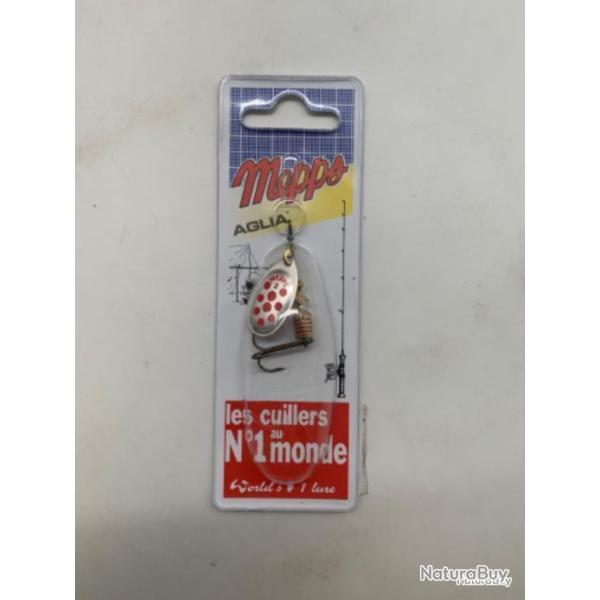 Mepps
AGLIA
les cuillers
N°1 au monde
World's # 1 lure
NaturaBuy